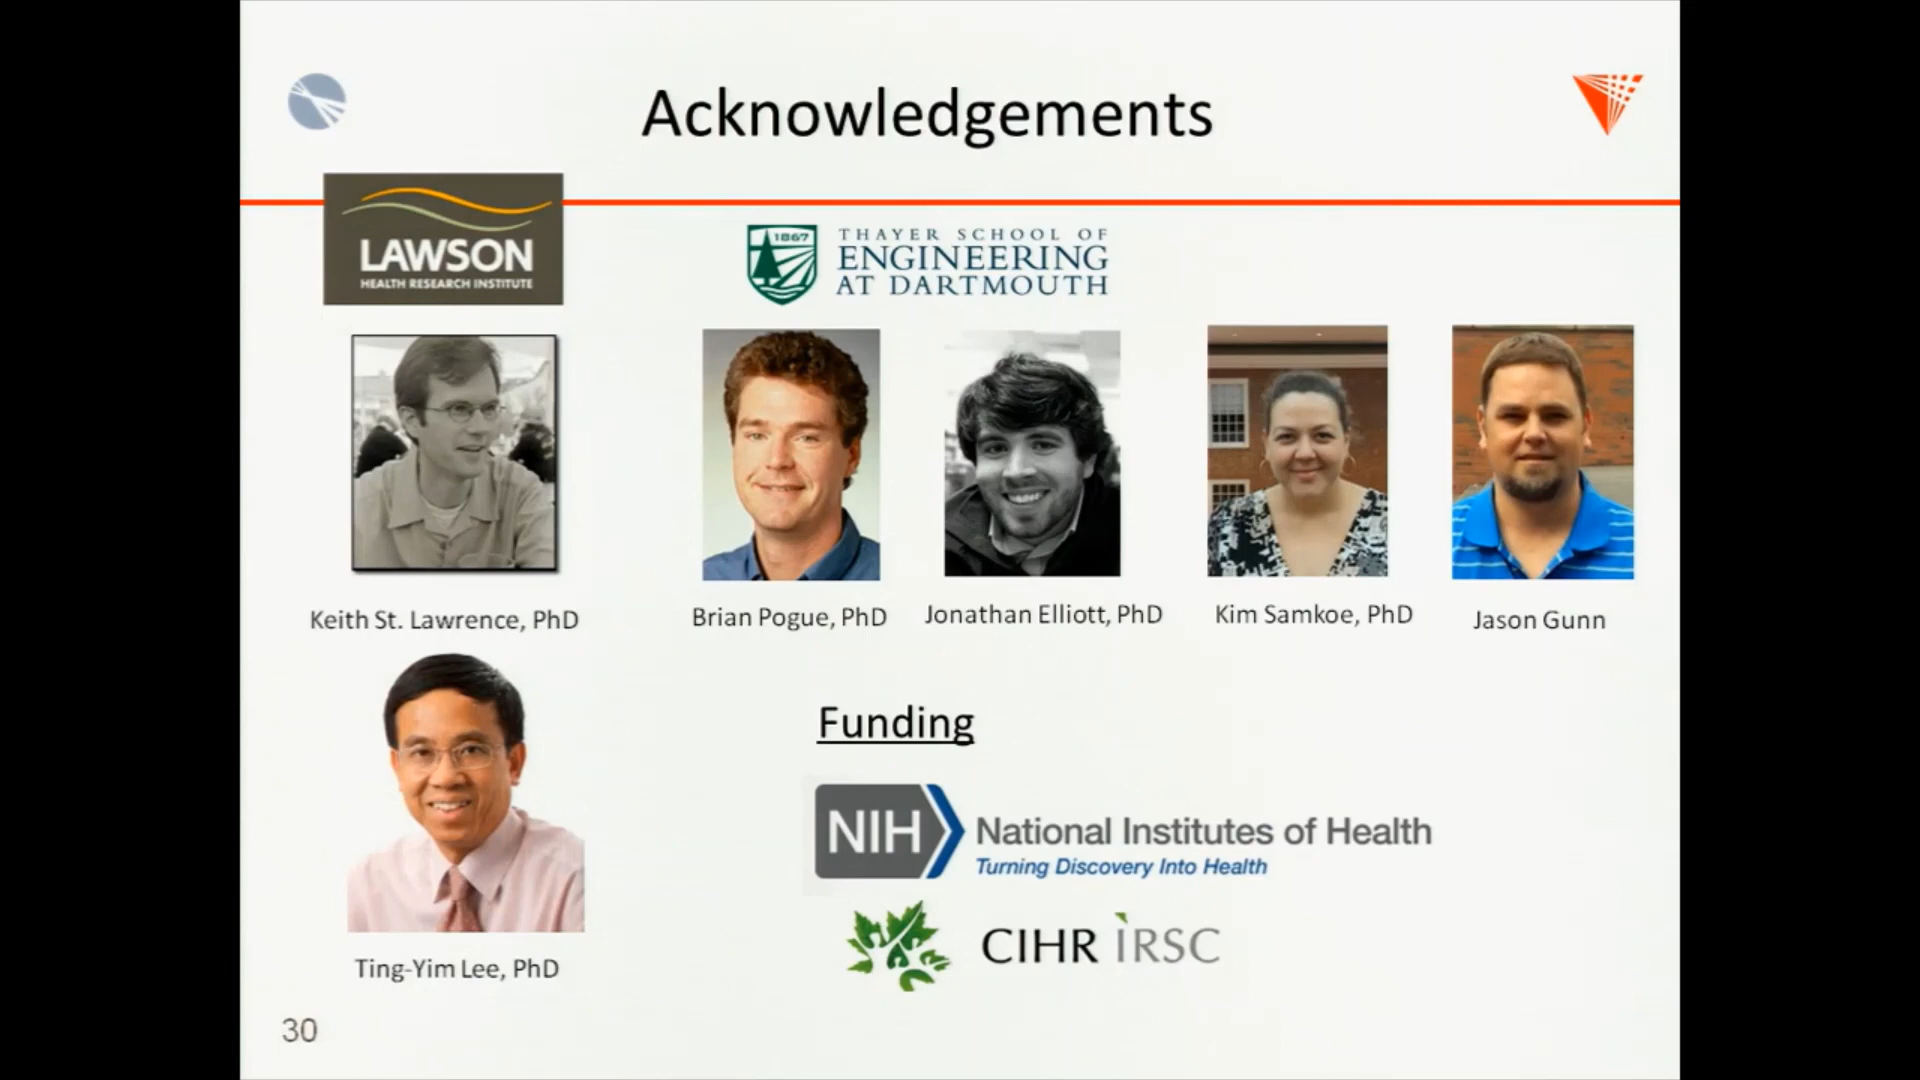 Acknowledgements
LAWSON
HEALTH RESEARCH INSTITUTE
1867
THAYER SCHOOL OF
ENGINEERING
AT DARTMOUTH
Keith St. Lawrence, PhD
Brian Pogue, PhD
Jonathan Elliott, PhD
Kim Samkoe, PhD
Jason Gunn
Ting-Yim Lee, PhD
Funding
NIH
National Institutes of Health
Turning Discovery Into Health
CIHR IRSC
30